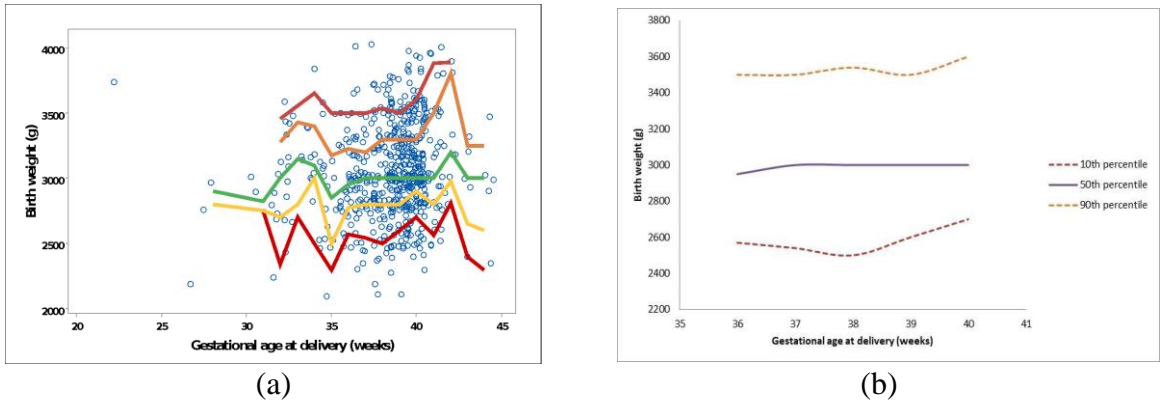 4000
3500
3000
2500
2000
Birth weight (g)
20 25 30 35 40 45
Gestational age at delivery (weeks)
(a)
3800
3600
3400
3200
3000
2800
2600
2400
2200
Birth weight (g)
35 36 37 38 39 40 41
Gestational age at delivery (weeks)
10th percentile
50th percentile
90th percentile
(b)